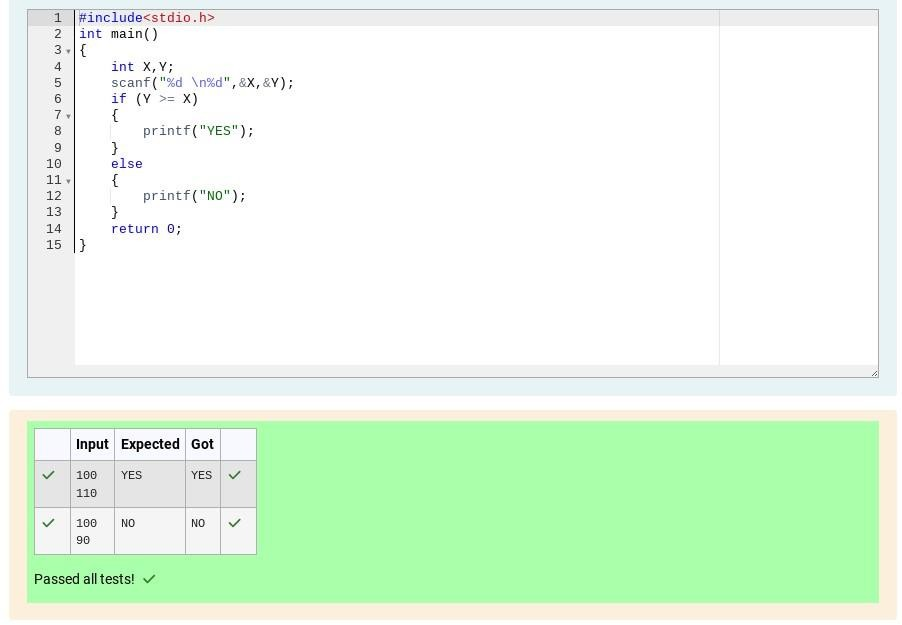 1 #include<stdio.h>
2 int main()
3 {
4     int X,Y;
5     scanf("%d \n%d",&X,&Y);
6     if (Y >= X)
7     {
8         printf("YES");
9     }
10     else
11     {
12         printf("NO");
13     }
14     return 0;
15 }
Input Expected Got
100 YES YES
110
100 NO NO
90
Passed all tests!